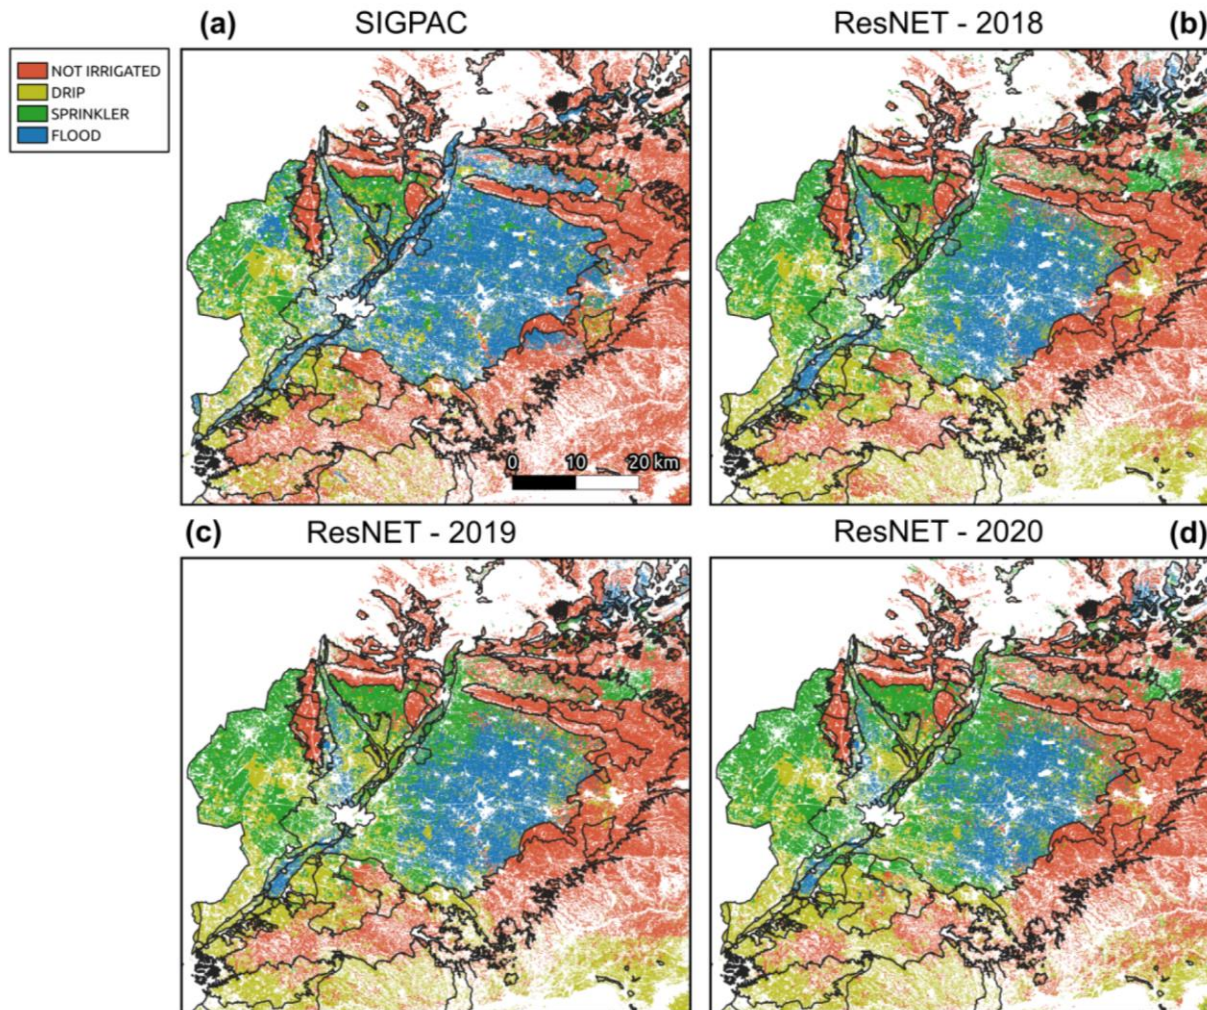 (a) SIGPAC
ResNET - 2018 (b)
NOT IRRIGATED
DRIP
SPRINKLER
FLOOD
0 10 20 km
(c) ResNET - 2019
ResNET - 2020 (d)